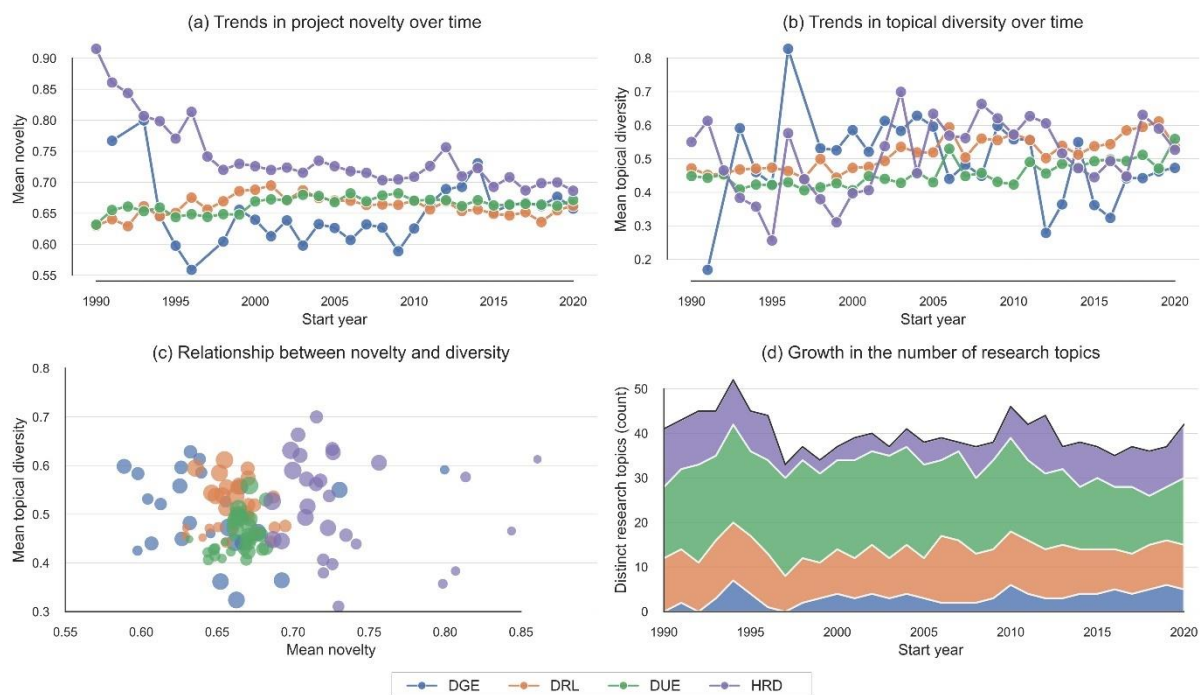 (a) Trends in project novelty over time
Mean novelty
0.90
0.85
0.80
0.75
0.70
0.65
0.60
0.55
1990 1995 2000 2005 2010 2015 2020
Start year
(b) Trends in topical diversity over time
Mean topical diversity
0.8
0.7
0.6
0.5
0.4
0.3
0.2
1990 1995 2000 2005 2010 2015 2020
Start year
(c) Relationship between novelty and diversity
Mean topical diversity
0.8
0.7
0.6
0.5
0.4
0.3
0.55 0.60 0.65 0.70 0.75 0.80 0.85
Mean novelty
(d) Growth in the number of research topics
Distinct research topics (count)
50
40
30
20
10
0
1990 1995 2000 2005 2010 2015 2020
Start year
DGE DRL DUE HRD